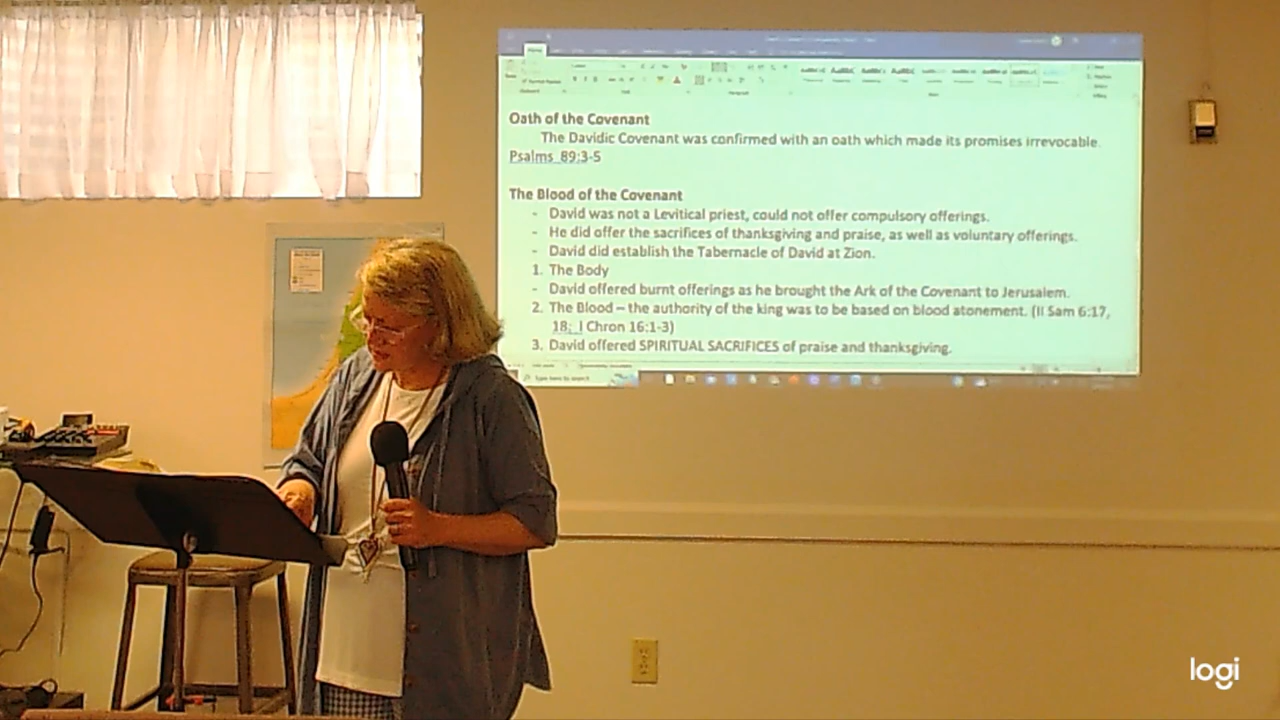 Home
Oath of the Covenant
The Davidic Covenant was confirmed with an oath which made its promises irrevocable.
Psalms 89:3-5
The Blood of the Covenant
- David was not a Levitical priest, could not offer compulsory offerings.
- He did offer the sacrifices of thanksgiving and praise, as well as voluntary offerings.
- David did establish the Tabernacle of David at Zion.
1. The Body
- David offered burnt offerings as he brought the Ark of the Covenant to Jerusalem.
2. The Blood – the authority of the king was to be based on blood atonement. (II Sam 6:17,
18; I Chron 16:1-3)
3. David offered SPIRITUAL SACRIFICES of praise and thanksgiving.
Type here to search
logi